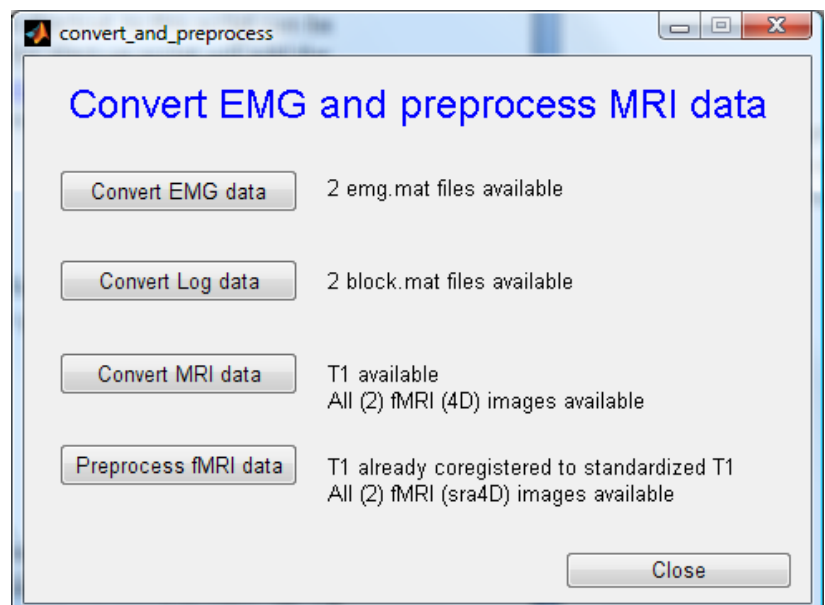 convert_and_preprocess
Convert EMG and preprocess MRI data
Convert EMG data
2 emg.mat files available
Convert Log data
2 block.mat files available
Convert MRI data
T1 available
All (2) fMRI (4D) images available
Preprocess fMRI data
T1 already coregistered to standardized T1
All (2) fMRI (sra4D) images available
Close